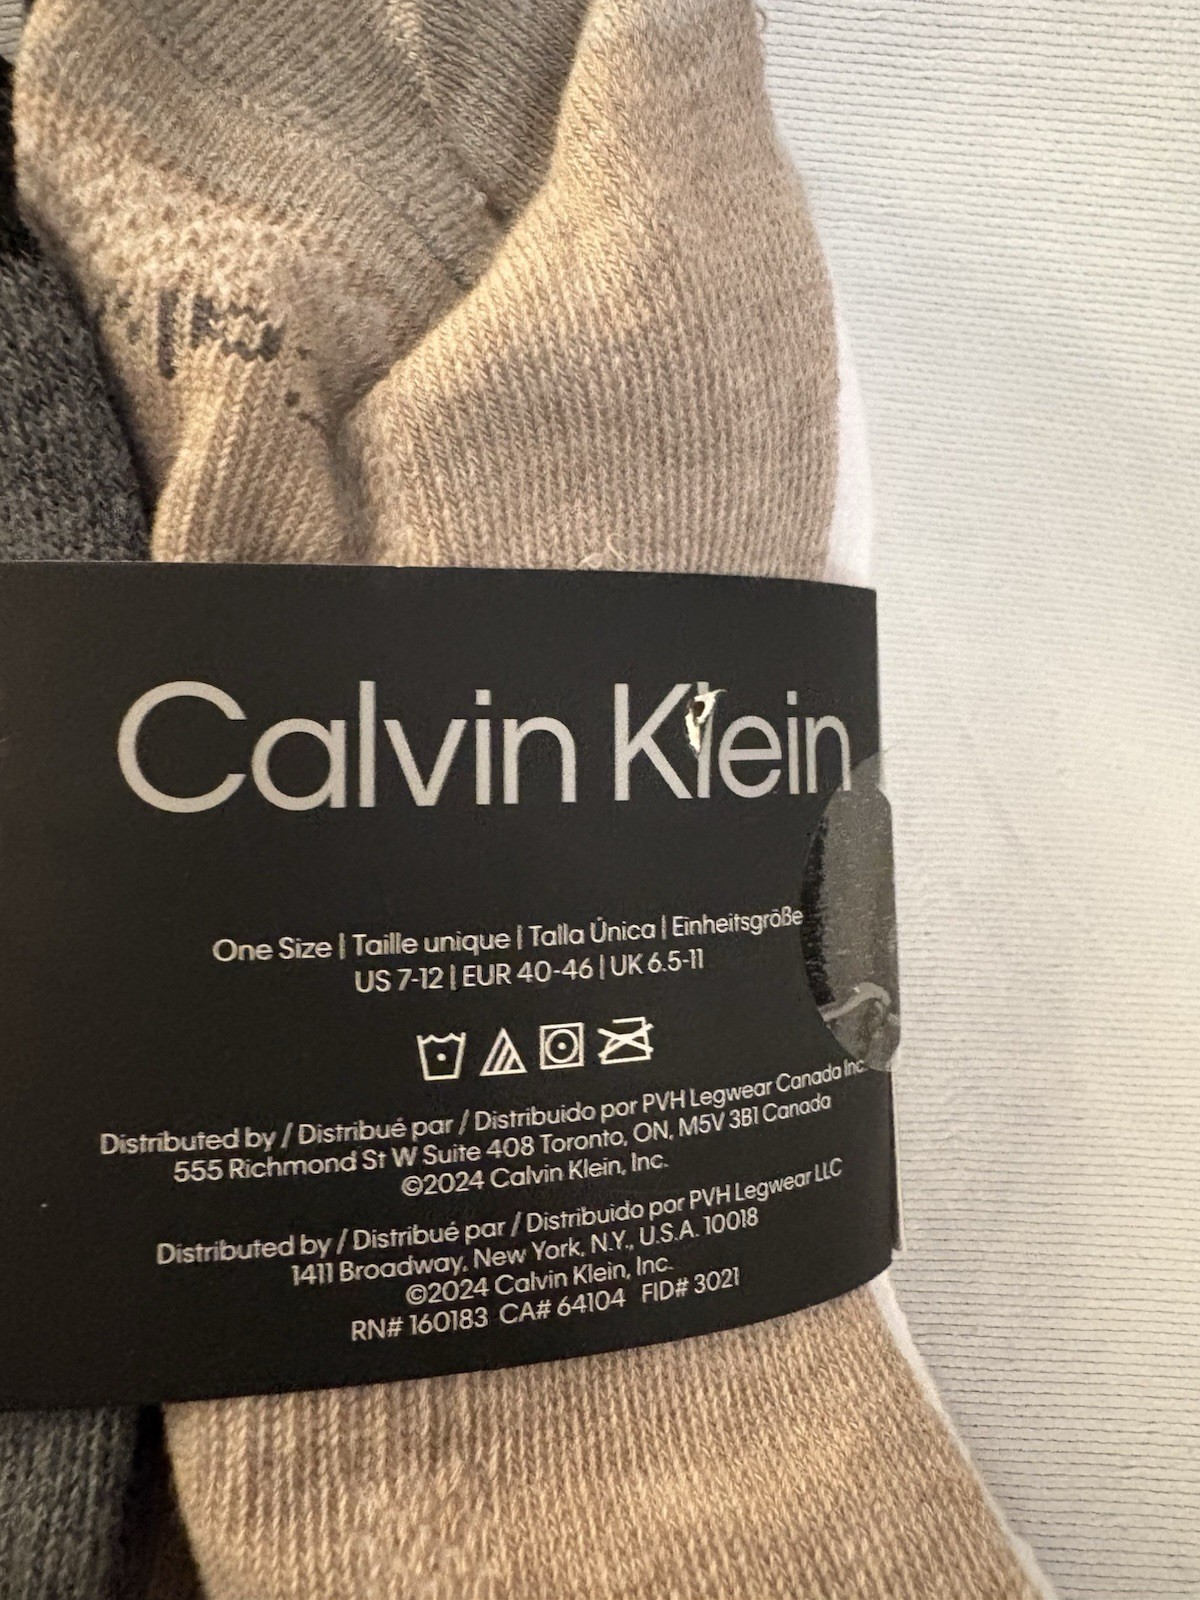 Calvin Klein
One Size | Taille unique | Talla Única | Einheitsgröße
US 7-12 | EUR 40-46 | UK 6.5-11
Distributed by / Distribué par / Distribuido por PVH Legwear Canada Inc.
555 Richmond St W Suite 408 Toronto, ON, M5V 3B1 Canada
©2024 Calvin Klein, Inc.
Distributed by / Distribué par / Distribuido por PVH Legwear LLC
1411 Broadway, New York, N.Y., U.S.A. 10018
©2024 Calvin Klein, Inc.
RN# 160183 CA# 64104 FID# 3021